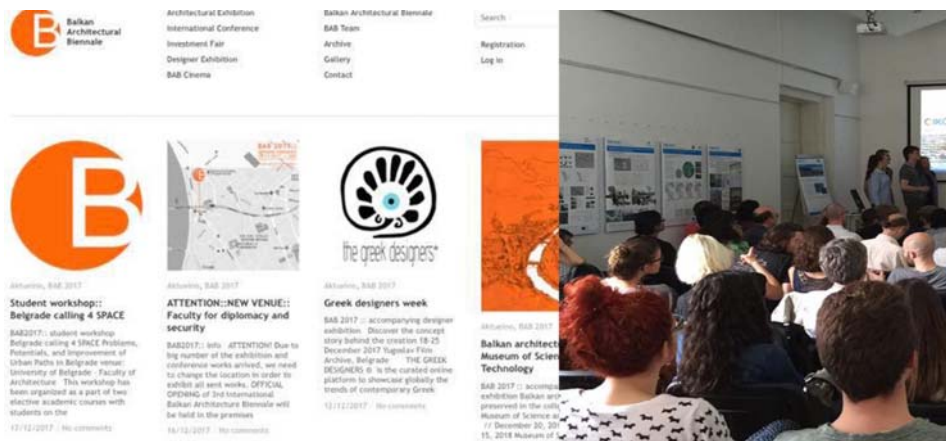 Balkan
Architectural
Biennale
Architectural Exhibition
International Conference
Investment Fair
Designer Exhibition
BAB Cinema
Balkan Architectural Biennale
BAB Team
Archive
Gallery
Contact
Search
Registration
Log in
B
BAB 2017::
the greek designers*
Aktuelno, BAB 2017
Student workshop::
Belgrade calling 4 SPACE
BAB2017:: student workshop
Belgrade calling 4 SPACE Problems,
Potentials, and Improvement of
Urban Paths in Belgrade venue:
University of Belgrade - Faculty of
Architecture This workshop has
been organized as a part of two
elective academic courses with
students on the
17/12/2017 - No comments
Aktuelno, BAB 2017
ATTENTION::NEW VENUE::
Faculty for diplomacy and
security
BAB2017:: info ATTENTION! Due to
big number of the exhibition and
conference works arrived, we need
to change the location in order to
exhibit all sent works. OFFICIAL
OPENING of 3rd International
Balkan Architecture Biennale will
be held in the premises
16/12/2017 - No comments
Aktuelno, BAB 2017
Greek designers week
BAB 2017 :: accompanying designer
exhibition Discover the concept
story behind the creation 18-25
December 2017 Yugoslav Film
Archive, Belgrade THE GREEK
DESIGNERS ® is the curated online
platform to showcase globally the
trends of contemporary Greek
12/12/2017 - No comments
Aktuelno, BAB 2017
Balkan architect
Museum of Scien
Technology
BAB 2017 :: accompa
exhibition Balkan arc
preserved in the coll
Museum of Science a
// December 20, 20
15, 2018 Museum of